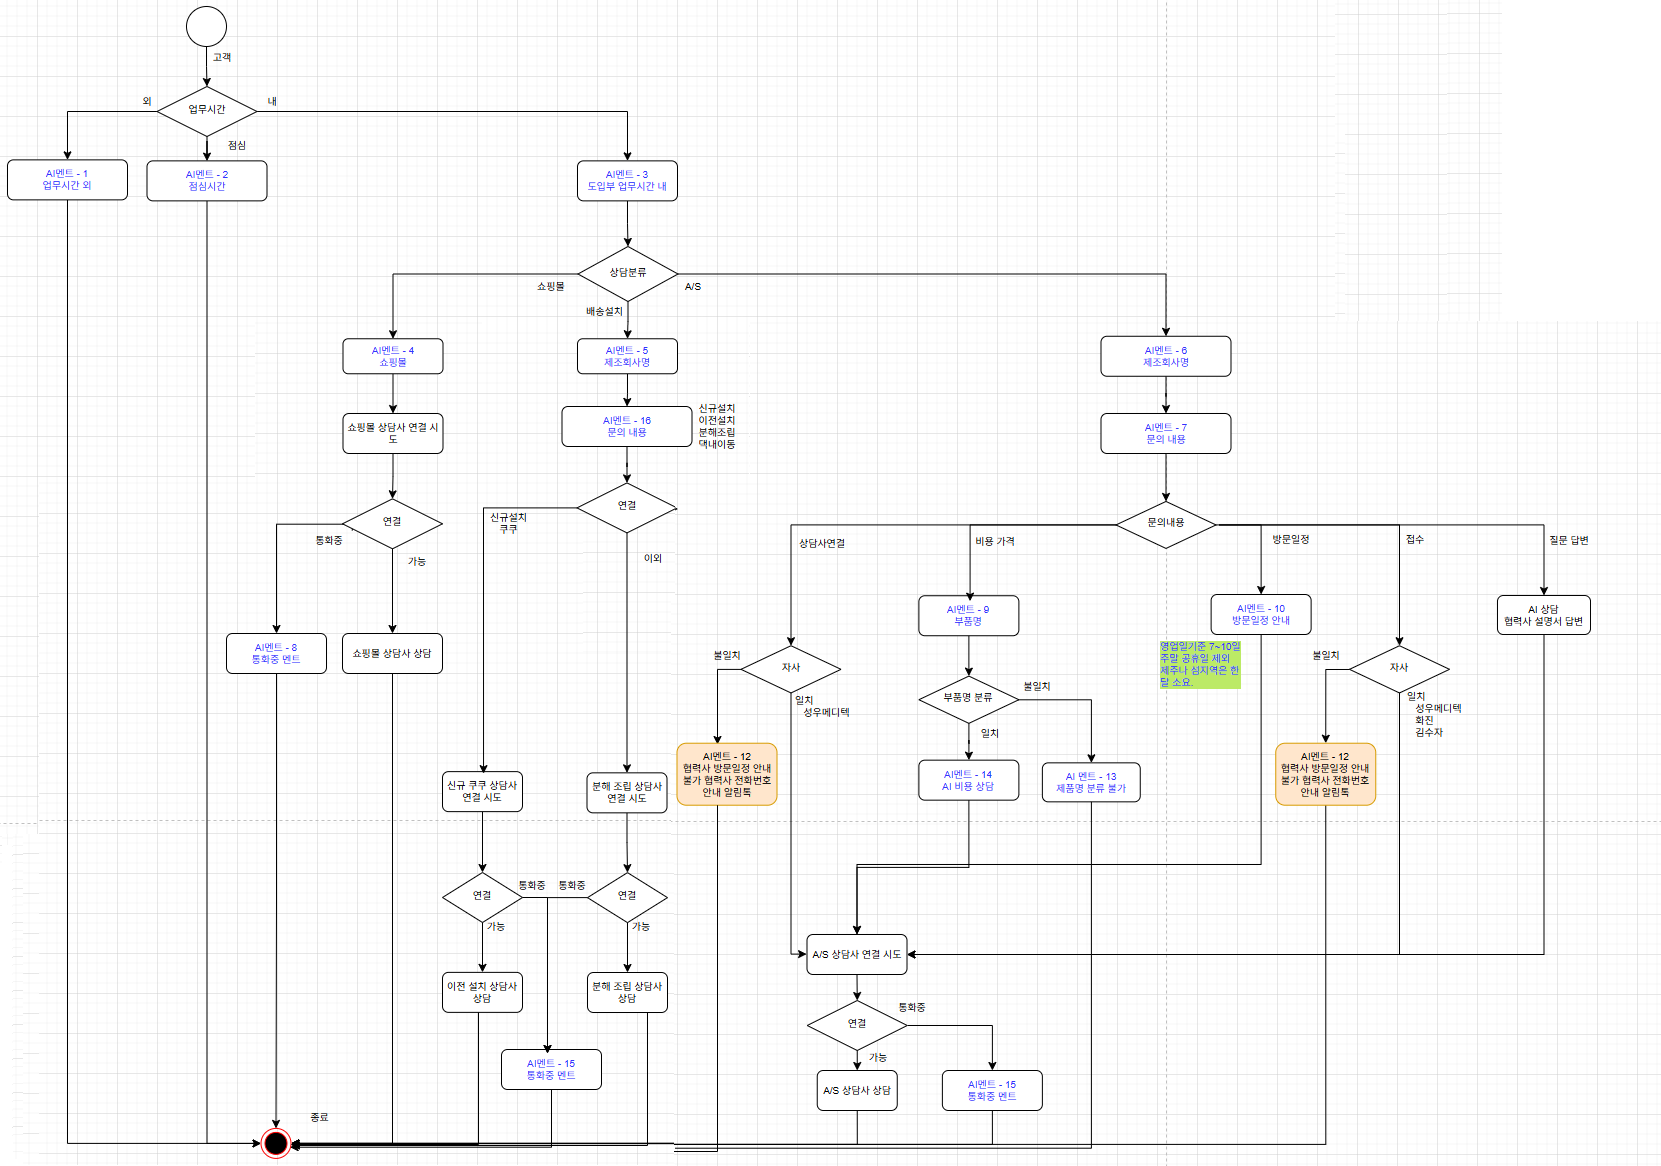 고객
외
업무시간
내
점심
AI멘트 - 1
업무시간 외
AI멘트 - 2
점심시간
AI멘트 - 3
도입부 업무시간 내
상담분류
쇼핑몰
A/S
배송설치
AI멘트 - 4
쇼핑몰
AI멘트 - 5
제조회사명
AI멘트 - 6
제조회사명
쇼핑몰 상담사 연결 시
도
AI멘트 - 16
문의 내용
신규설치
이전설치
분해조립
댁내이동
AI멘트 - 7
문의 내용
연결
통화중
가능
연결
신규설치
쿠쿠
이외
문의내용
상담사연결
비용 가격
방문일정
접수
질문 답변
AI멘트 - 8
통화중 멘트
쇼핑몰 상담사 상담
AI멘트 - 9
부품명
AI멘트 - 10
방문일정 안내
AI 상담
협력사 설명서 답변
영업일기준 7~10일
주말 공휴일 제외
제주나 섬지역은 한
달 소요.
불일치
자사
일치
성우메디텍
부품명 분류
불일치
일치
불일치
자사
일치
성우메디텍
화진
김수자
신규 쿠쿠 상담사
연결 시도
분해 조립 상담사
연결 시도
AI멘트 - 12
협력사 방문일정 안내
불가 협력사 전화번호
안내 알림톡
AI멘트 - 14
AI 비용 상담
AI 멘트 - 13
제품명 분류 불가
AI멘트 - 12
협력사 방문일정 안내
불가 협력사 전화번호
안내 알림톡
연결
통화중
통화중
연결
가능
가능
A/S 상담사 연결 시도
이전 설치 상담사
상담
분해 조립 상담사
상담
연결
통화중
가능
AI멘트 - 15
통화중 멘트
A/S 상담사 상담
AI멘트 - 15
통화중 멘트
종료